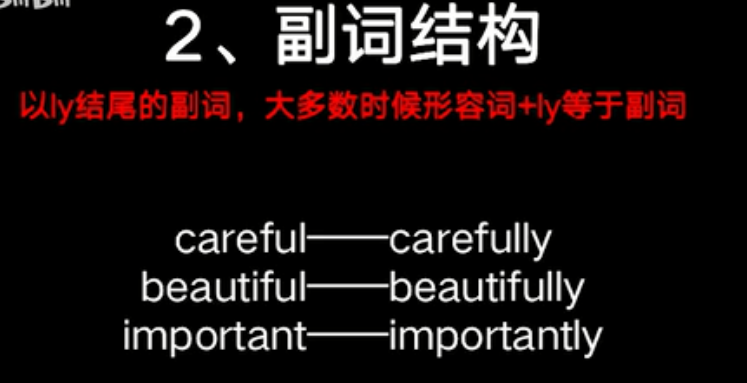 2、副词结构
以ly结尾的副词，大多数时候形容词+ly等于副词
careful——carefully
beautiful——beautifully
important——importantly